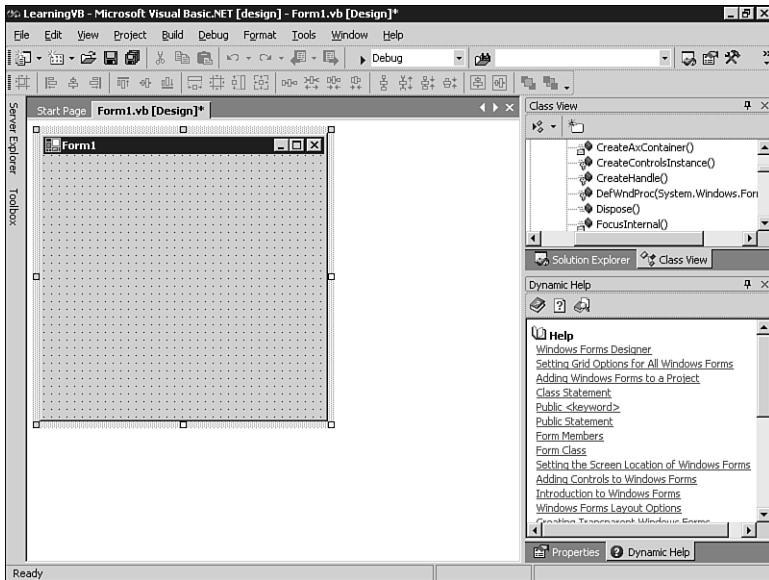 LearningVB - Microsoft Visual Basic.NET [design] - Form1.vb [Design]*
File Edit View Project Build Debug Format Tools Window Help
Debug
Server Explorer
Toolbox
Start Page Form1.vb [Design]*
Form1
Class View
CreateAxContainer()
CreateControlsInstance()
CreateHandle()
DefWndProc(System.Windows.For
Dispose()
FocusInternal()
Solution Explorer Class View
Dynamic Help
Help
Windows Forms Designer
Setting Grid Options for All Windows Forms
Adding Windows Forms to a Project
Class Statement
Public <keyword>
Public Statement
Form Members
Form Class
Setting the Screen Location of Windows Forms
Adding Controls to Windows Forms
Introduction to Windows Forms
Windows Forms Layout Options
Creating Transparent Windows Forms
Properties Dynamic Help
Ready